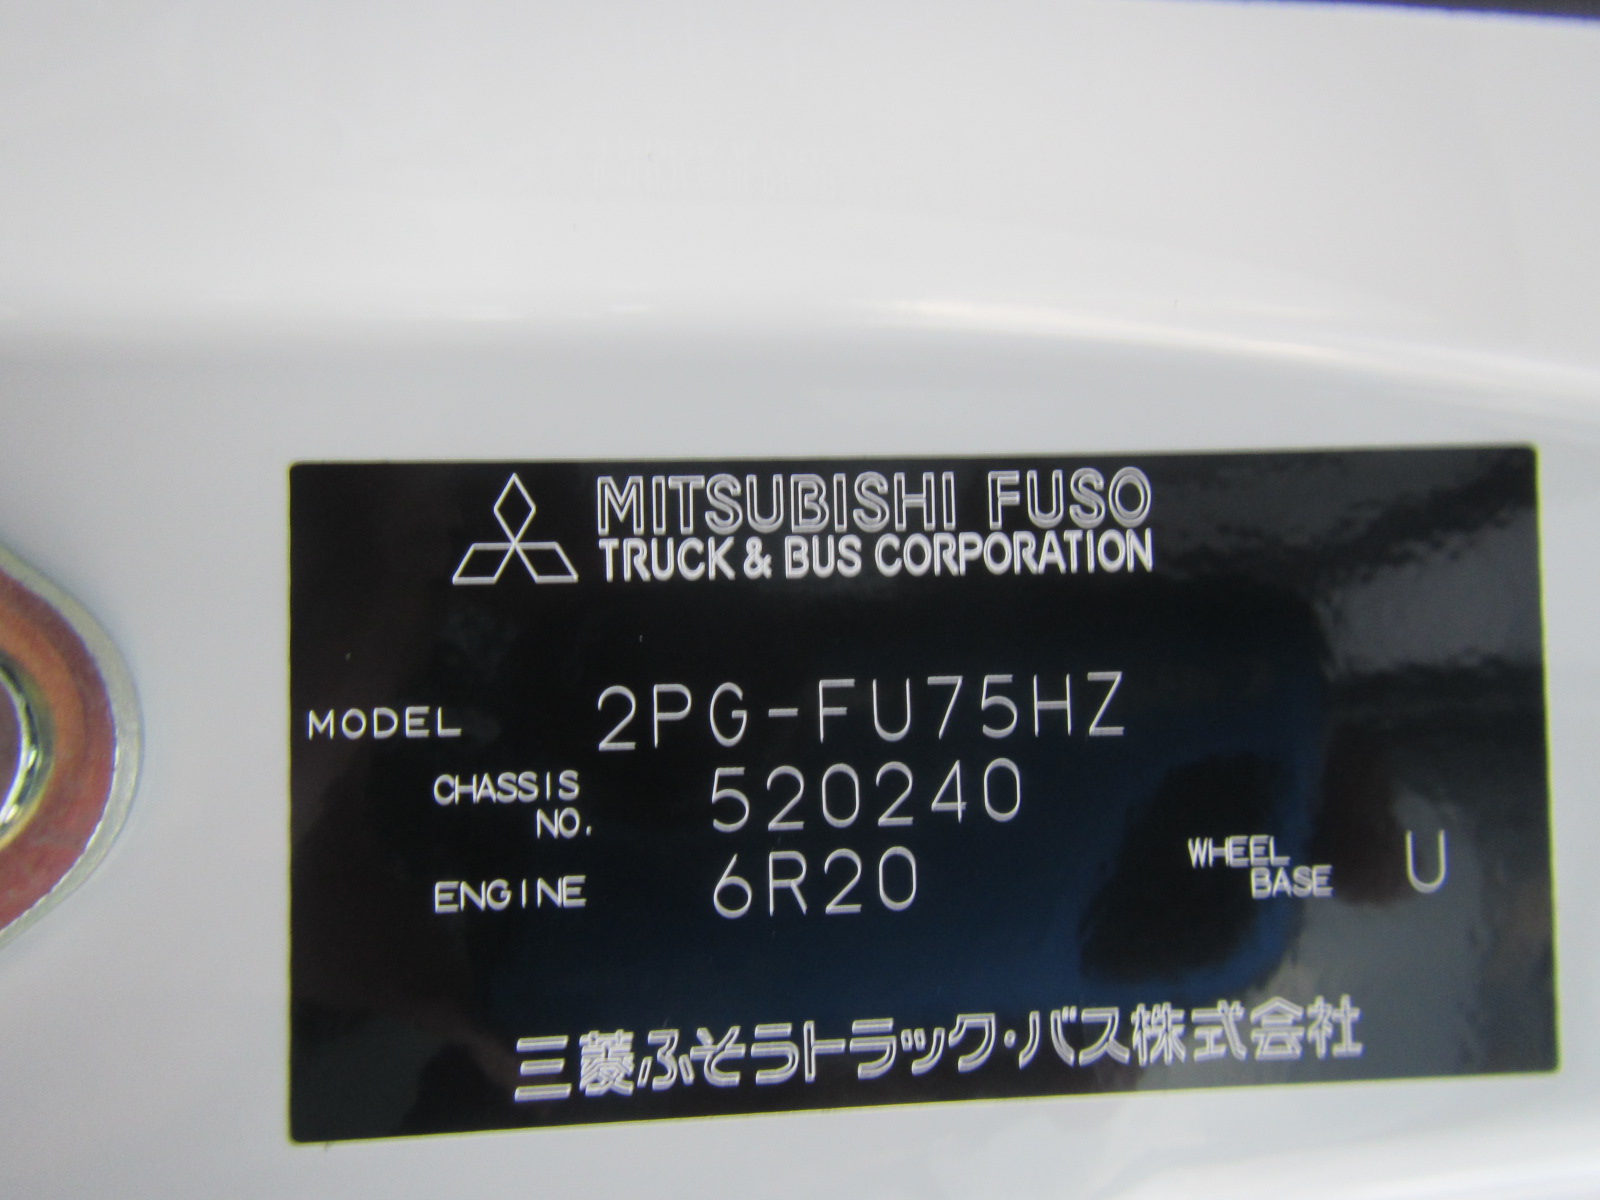 MITSUBISHI FUSO
TRUCK & BUS CORPORATION
MODEL 2PG-FU75HZ
CHASSIS NO. 520240
ENGINE 6R20
WHEEL BASE U
三菱ふそうトラック・バス株式会社